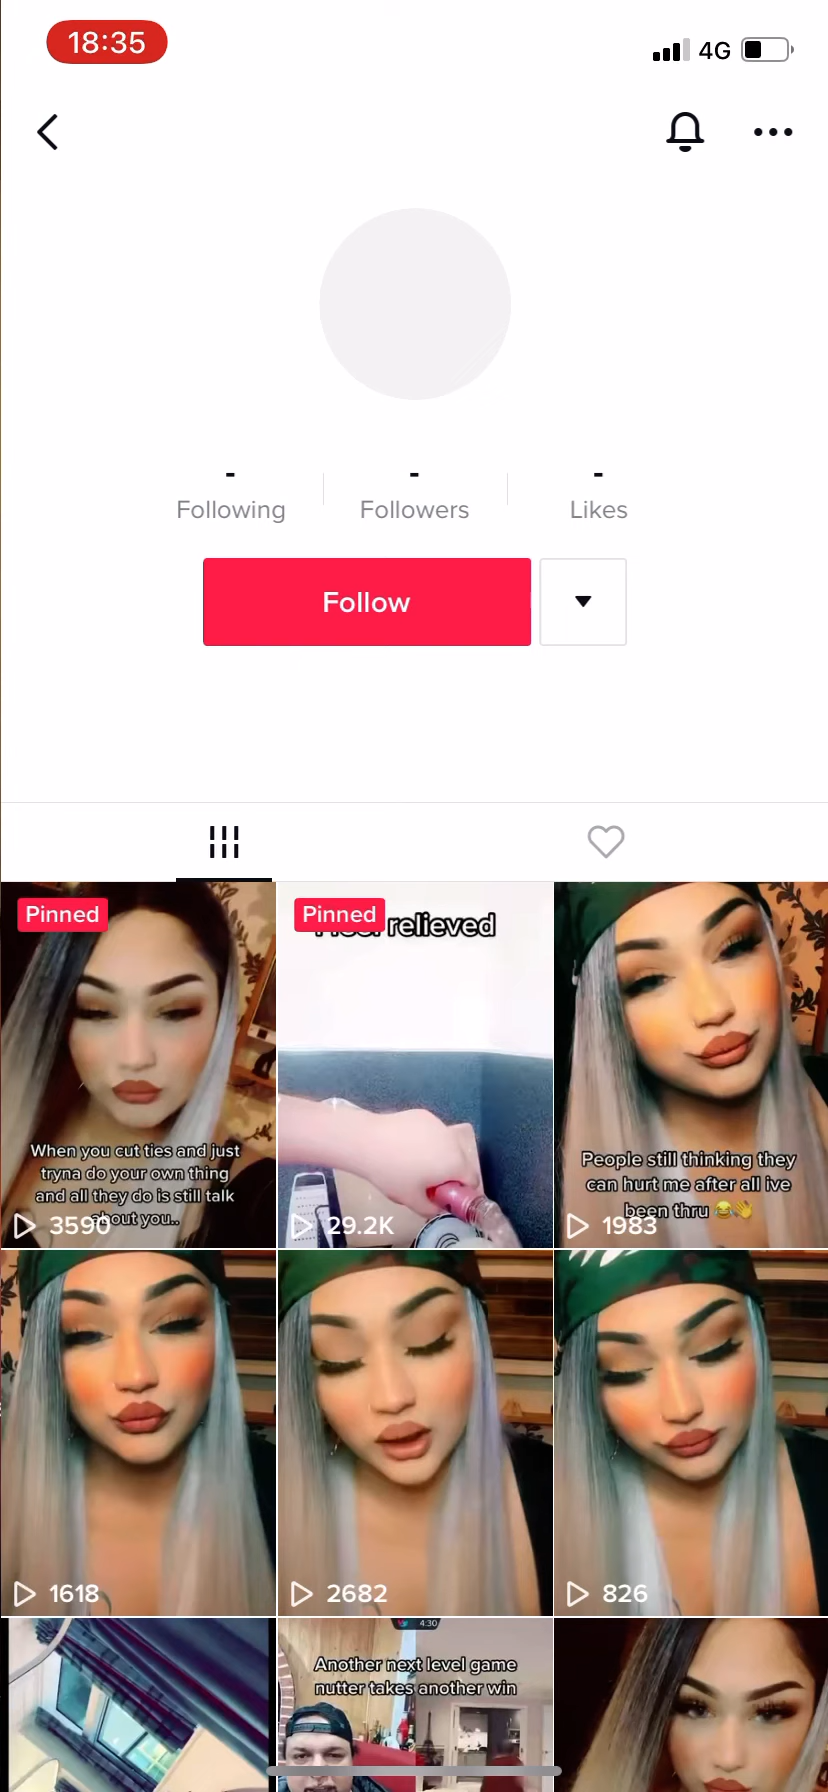 18:35
4G
-
-
-
Following
Followers
Likes
Follow
Pinned
When you cut ties and just
tryna do your own thing
and all they do is still talk
about you..
3590
Pinned
relieved
29.2K
People still thinking they
can hurt me after all ive
been thru 😂👋
1983
1618
2682
826
4:30
Another next level game
nutter takes another win